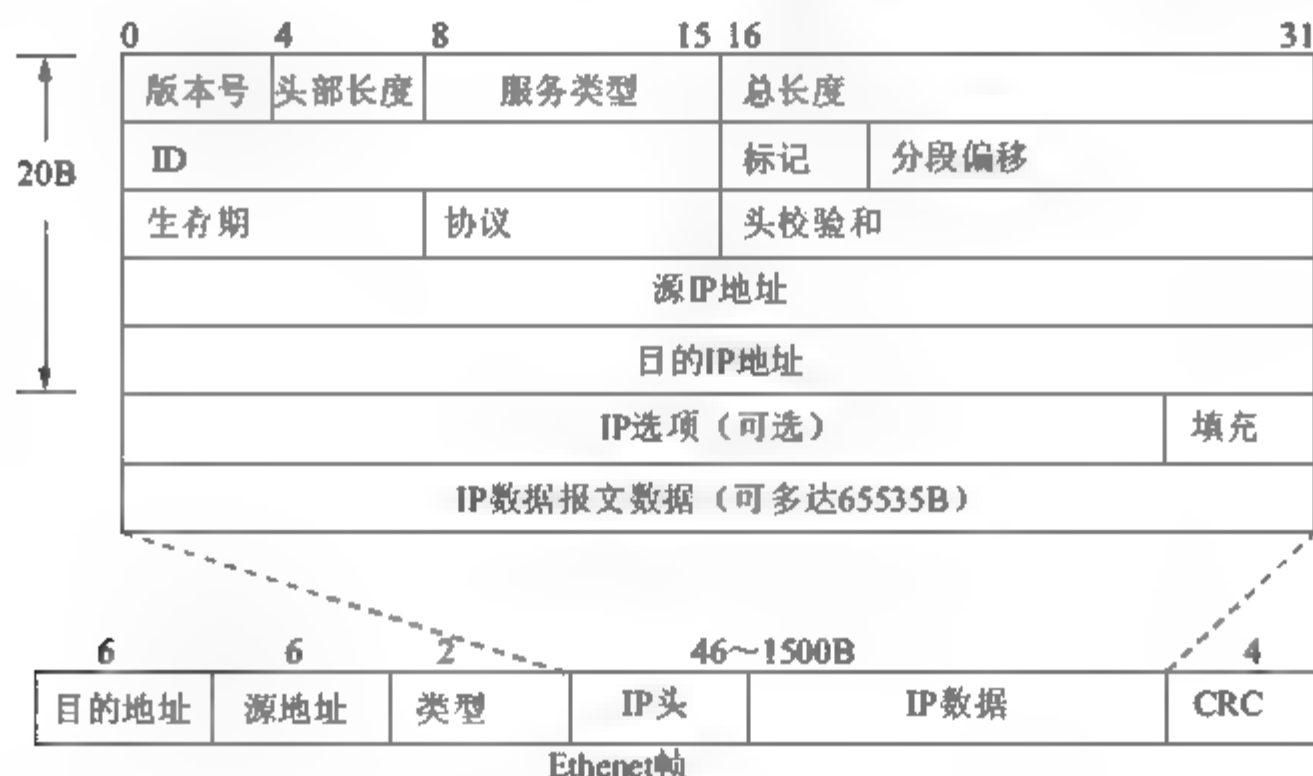 0 4 8 15 16 31
版本号 头部长度 服务类型 总长度
20B
ID 标记 分段偏移
生存期 协议 头校验和
源IP地址
目的IP地址
IP选项（可选） 填充
IP数据报文数据（可多达65535B）
6 6 2 46～1500B 4
目的地址 源地址 类型 IP头 IP数据 CRC
Ethenet帧